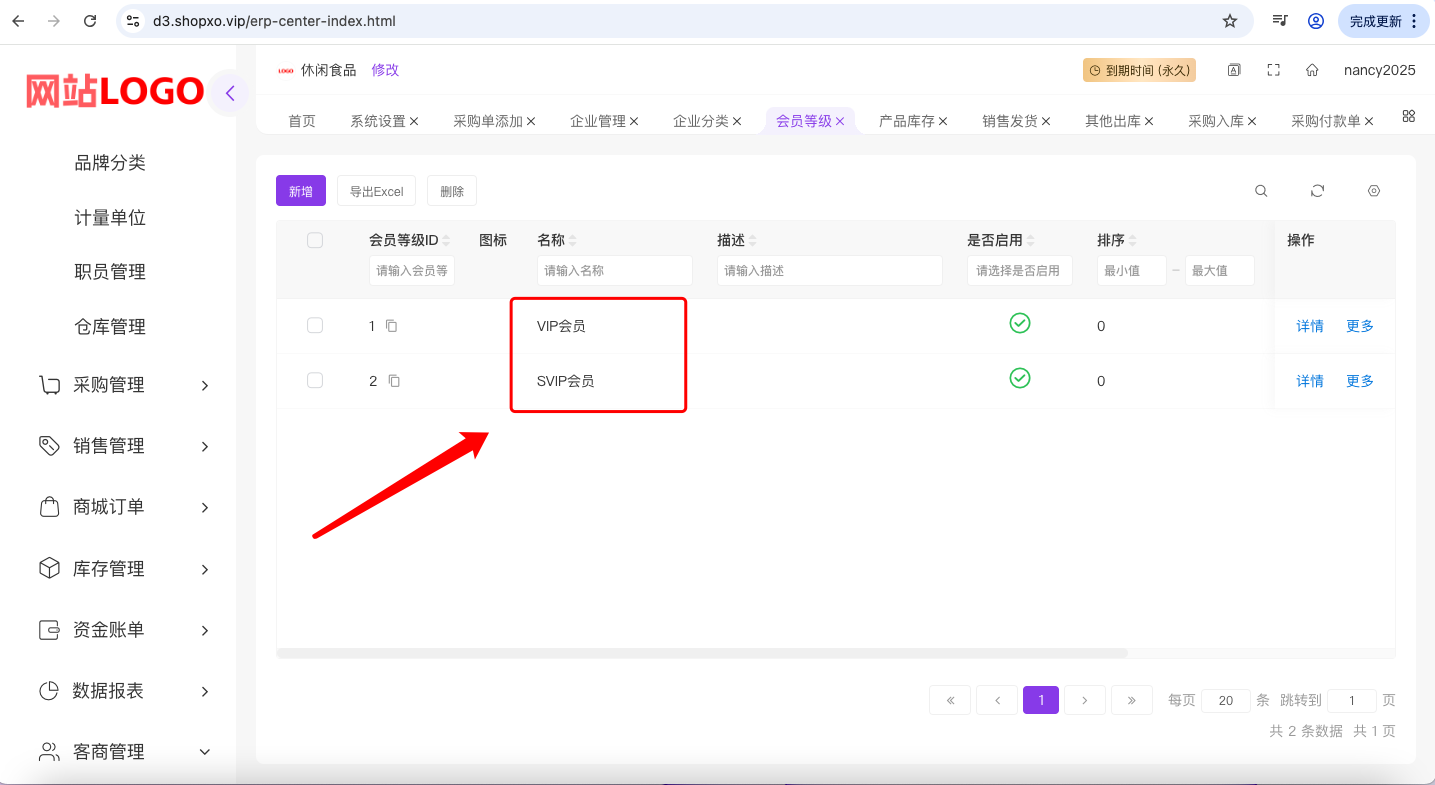 d3.shopxo.vip/erp-center-index.html
完成更新
网站LOGO
LOGO 休闲食品 修改
到期时间 (永久)
nancy2025
首页 系统设置 采购单添加 企业管理 企业分类 会员等级 产品库存 销售发货 其他出库 采购入库 采购付款单
品牌分类
计量单位
职员管理
仓库管理
采购管理
销售管理
商城订单
库存管理
资金账单
数据报表
客商管理
新增 导出Excel 删除
会员等级ID 图标 名称 描述 是否启用 排序 操作
请输入会员等 请输入名称 请输入描述 请选择是否启用 最小值 – 最大值
1 VIP会员 0 详情 更多
2 SVIP会员 0 详情 更多
« ‹ 1 › » 每页 20 条 跳转到 1 页
共 2 条数据 共 1 页